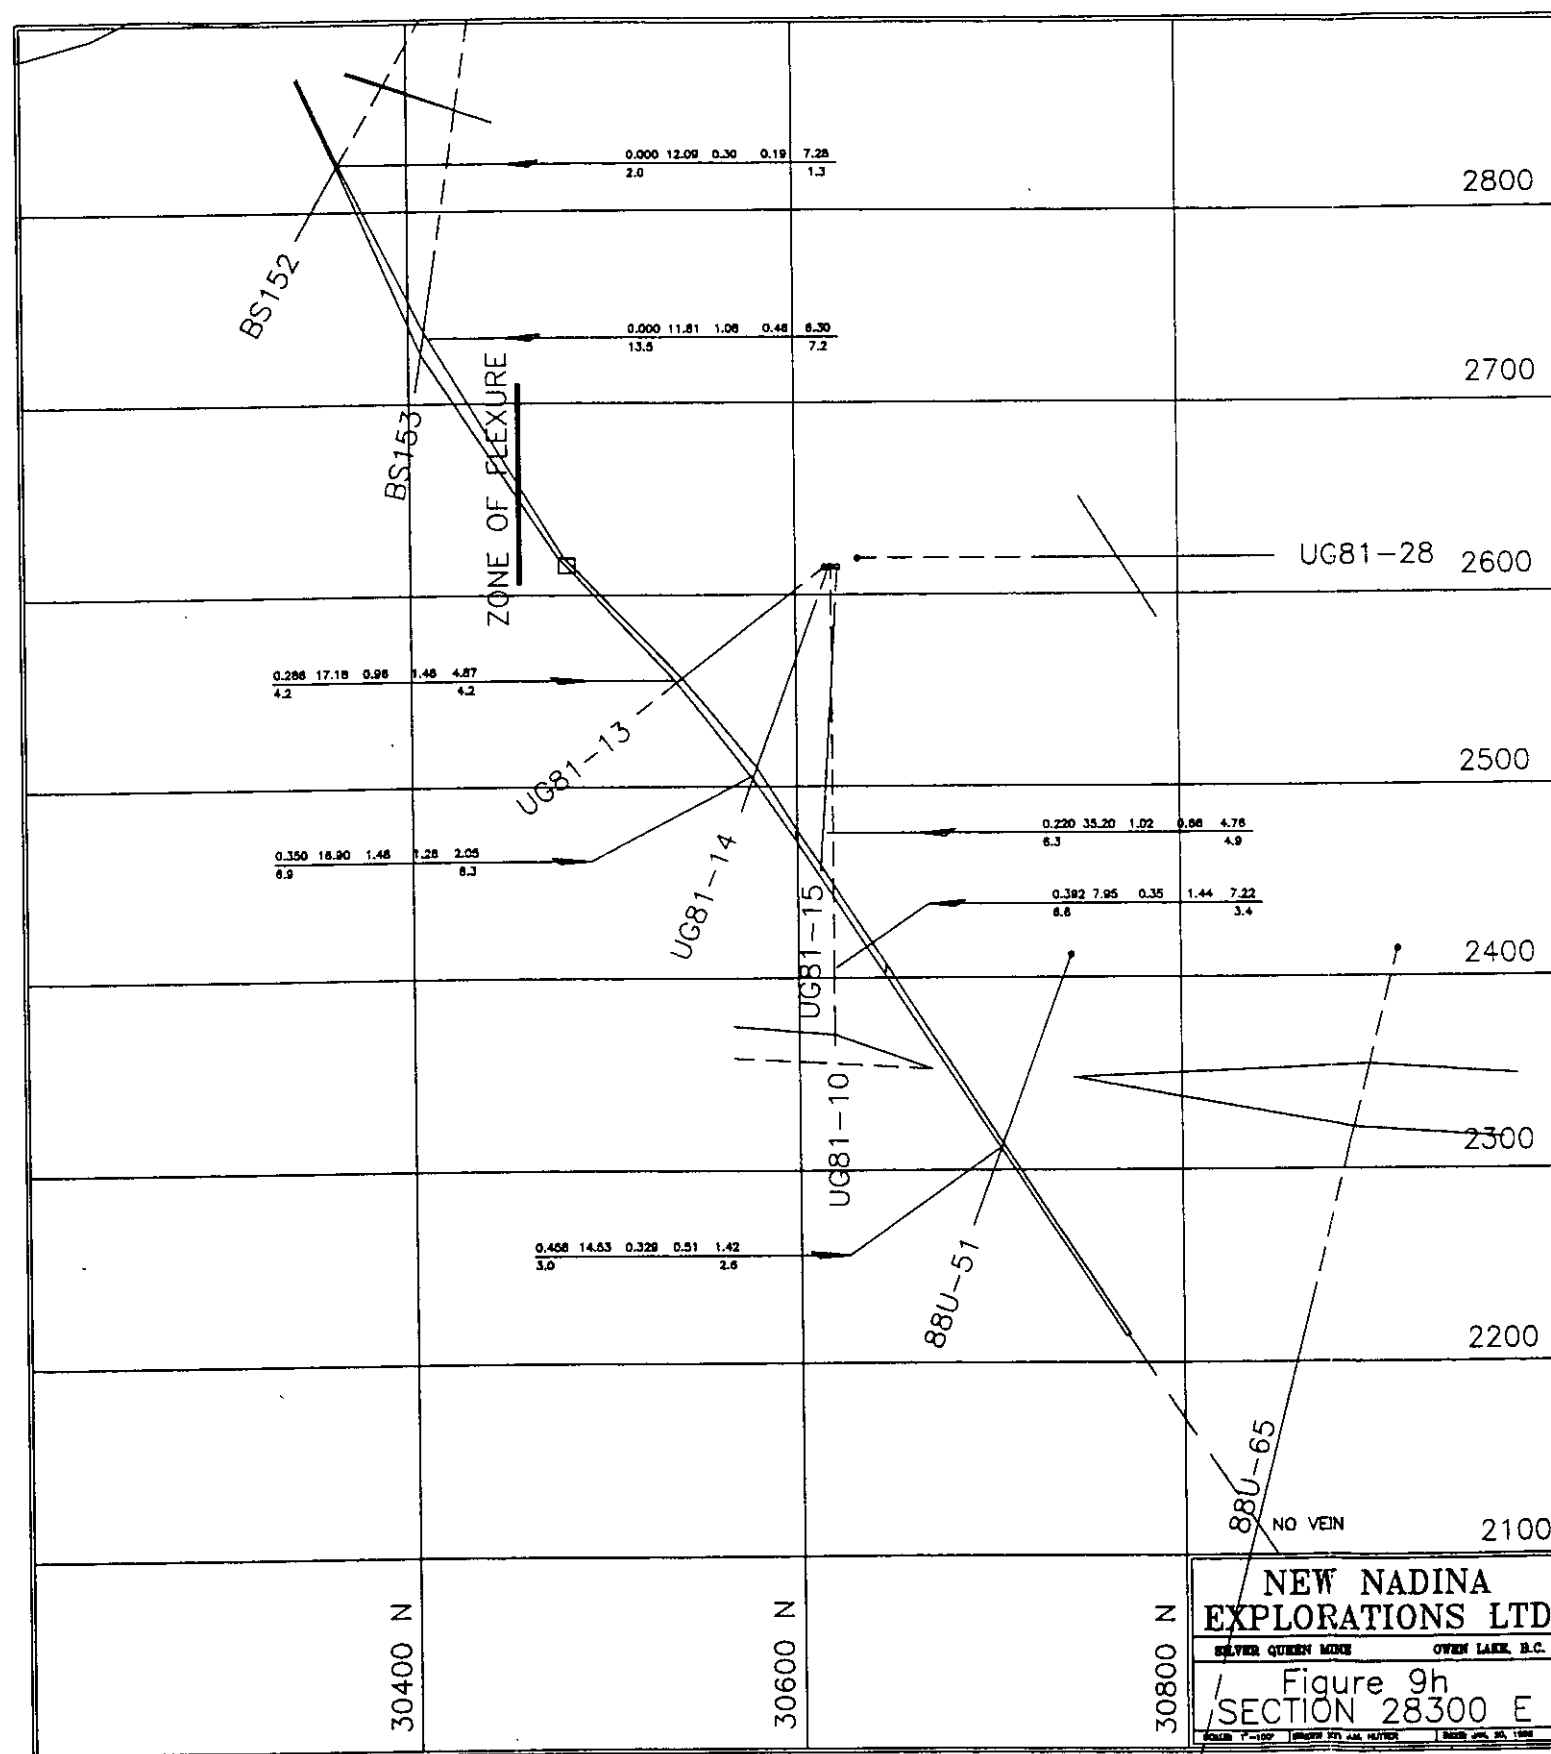 0.000 12.09 0.30 0.19 7.28
2.0 1.3
2800
BS152
0.000 11.81 1.06 0.48 6.30
13.5 7.2
2700
BS153
ZONE OF FLEXURE
UG81-28
2600
0.286 17.18 0.96 1.46 4.87
4.2 4.2
UG81-13
2500
0.220 35.20 1.02 0.66 4.76
6.3 4.9
UG81-14
0.350 16.90 1.48 1.28 2.05
6.9 6.3
UG81-15
0.392 7.95 0.35 1.44 7.22
6.6 3.4
2400
UG81-10
2300
0.468 14.53 0.329 0.51 1.42
3.0 2.6
88U-51
2200
88U-65
NO VEIN
2100
30400 N
30600 N
30800 N
NEW NADINA
EXPLORATIONS LTD
SILVER QUEEN MINE OWEN LAKE, B.C.
Figure 9h
SECTION 28300 E
1"=100'